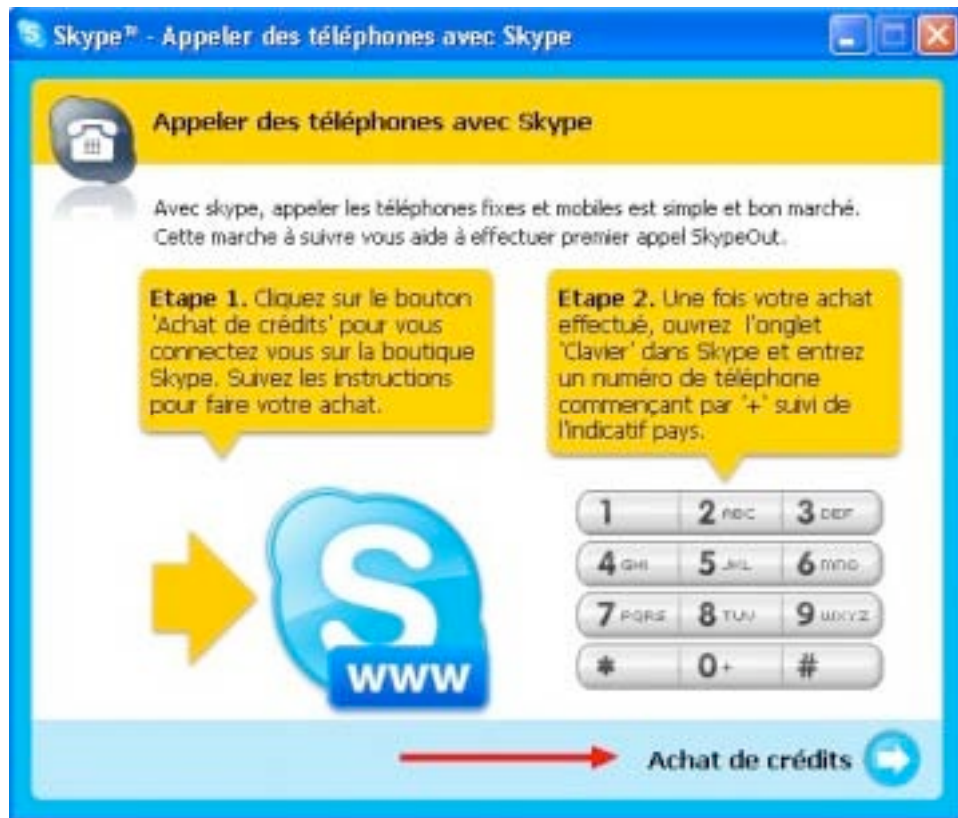 Skype™ - Appeler des téléphones avec Skype
Appeler des téléphones avec Skype
Avec skype, appeler les téléphones fixes et mobiles est simple et bon marché.
Cette marche à suivre vous aide à effectuer premier appel SkypeOut.
Etape 1. Cliquez sur le bouton
'Achat de crédits' pour vous
connectez vous sur la boutique
Skype. Suivez les instructions
pour faire votre achat.
Etape 2. Une fois votre achat
effectué, ouvrez l'onglet
'Clavier' dans Skype et entrez
un numéro de téléphone
commençant par '+' suivi de
l'indicatif pays.
S
www
1 2 ABC 3 DEF
4 GHI 5 JKL 6 MNO
7 PQRS 8 TUV 9 WXYZ
* 0 + #
Achat de crédits